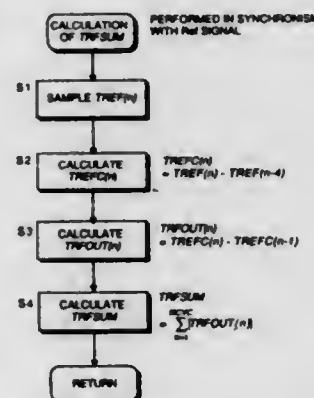 CALCULATION
OF TRFSUM
PERFORMED IN SYNCHRONISM
WITH Ref SIGNAL
S1
SAMPLE TREF(n)
S2
CALCULATE
TREFC(n)
TREFC(n)
= TREF(n) - TREF(n-4)
S3
CALCULATE
TRFOUT(n)
TRFOUT(n)
= TREFC(n) - TREFC(n-1)
S4
CALCULATE
TRFSUM
TRFSUM
= Σ|TRFOUT(n)|
n=1
RETURN